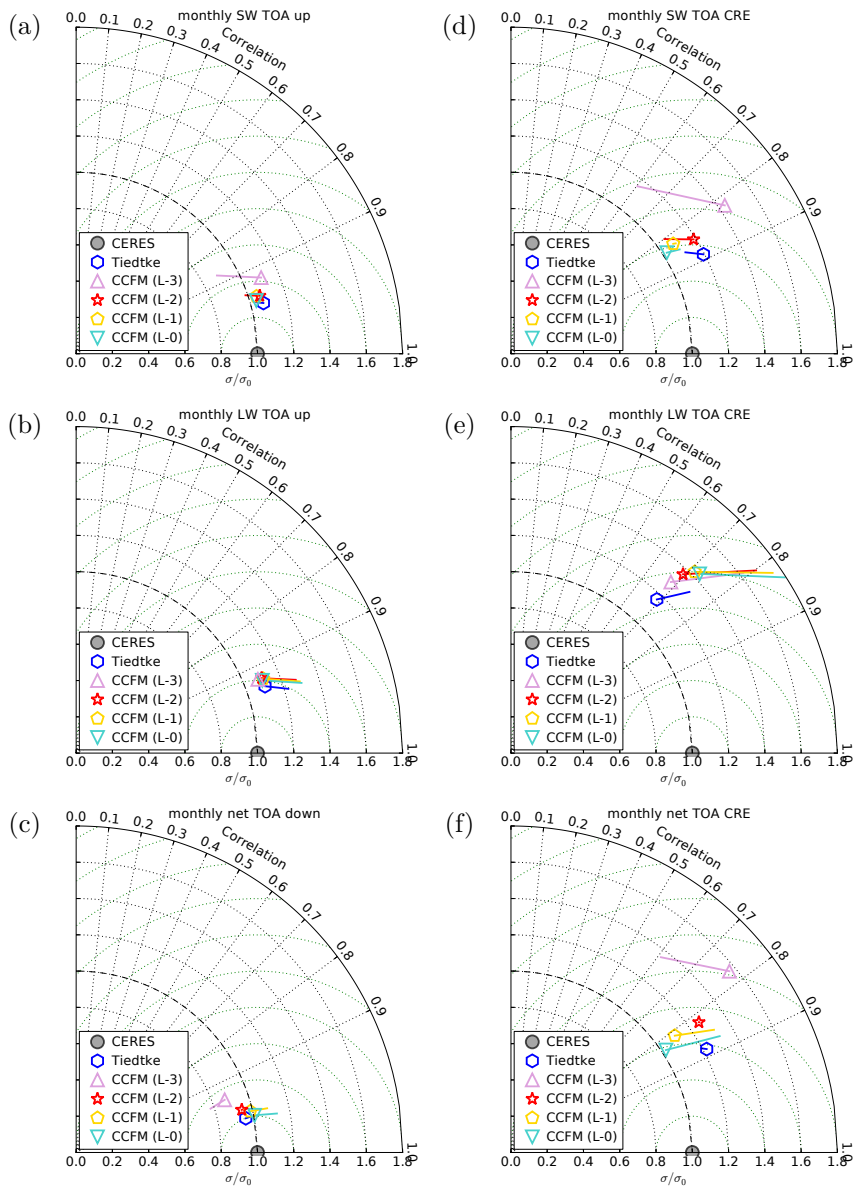 (a)
monthly SW TOA up
0.0 0.1 0.2 0.3 0.4 0.5 0.6 0.7 0.8 0.9 1.0
Correlation
CERES
Tiedtke
CCFM (L-3)
CCFM (L-2)
CCFM (L-1)
CCFM (L-0)
0.0 0.2 0.4 0.6 0.8 1.0 1.2 1.4 1.6 1.8
σ/σ₀
(d)
monthly SW TOA CRE
0.0 0.1 0.2 0.3 0.4 0.5 0.6 0.7 0.8 0.9 1.0
Correlation
CERES
Tiedtke
CCFM (L-3)
CCFM (L-2)
CCFM (L-1)
CCFM (L-0)
0.0 0.2 0.4 0.6 0.8 1.0 1.2 1.4 1.6 1.8
σ/σ₀
(b)
monthly LW TOA up
0.0 0.1 0.2 0.3 0.4 0.5 0.6 0.7 0.8 0.9 1.0
Correlation
CERES
Tiedtke
CCFM (L-3)
CCFM (L-2)
CCFM (L-1)
CCFM (L-0)
0.0 0.2 0.4 0.6 0.8 1.0 1.2 1.4 1.6 1.8
σ/σ₀
(e)
monthly LW TOA CRE
0.0 0.1 0.2 0.3 0.4 0.5 0.6 0.7 0.8 0.9 1.0
Correlation
CERES
Tiedtke
CCFM (L-3)
CCFM (L-2)
CCFM (L-1)
CCFM (L-0)
0.0 0.2 0.4 0.6 0.8 1.0 1.2 1.4 1.6 1.8
σ/σ₀
(c)
monthly net TOA down
0.0 0.1 0.2 0.3 0.4 0.5 0.6 0.7 0.8 0.9 1.0
Correlation
CERES
Tiedtke
CCFM (L-3)
CCFM (L-2)
CCFM (L-1)
CCFM (L-0)
0.0 0.2 0.4 0.6 0.8 1.0 1.2 1.4 1.6 1.8
σ/σ₀
(f)
monthly net TOA CRE
0.0 0.1 0.2 0.3 0.4 0.5 0.6 0.7 0.8 0.9 1.0
Correlation
CERES
Tiedtke
CCFM (L-3)
CCFM (L-2)
CCFM (L-1)
CCFM (L-0)
0.0 0.2 0.4 0.6 0.8 1.0 1.2 1.4 1.6 1.8
σ/σ₀